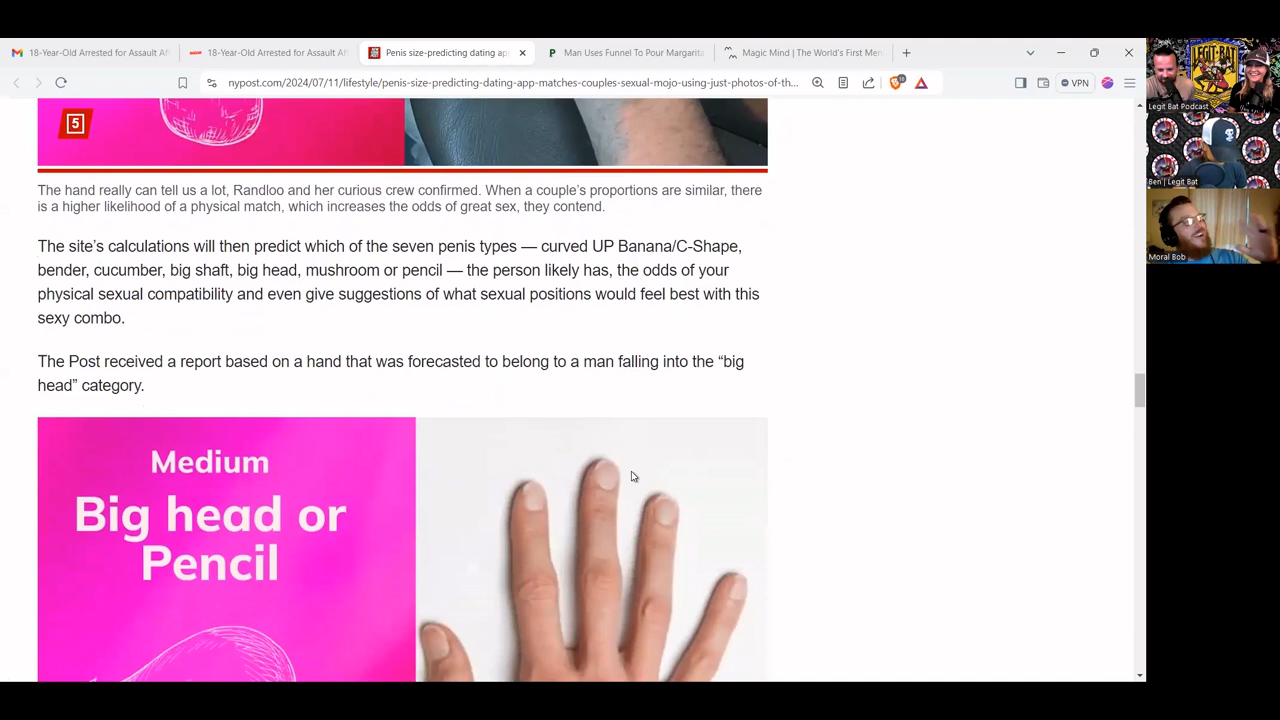 18-Year-Old Arrested for Assault Af
18-Year-Old Arrested for Assault Af
Penis size-predicting dating ap
Man Uses Funnel To Pour Margarita
Magic Mind | The World's First Men
nypost.com/2024/07/11/lifestyle/penis-size-predicting-dating-app-matches-couples-sexual-mojo-using-just-photos-of-th...
VPN
LEGIT BAT
Legit Bat Podcast
Ben | Legit Bat
Moral Bob
5
The hand really can tell us a lot, Randloo and her curious crew confirmed. When a couple's proportions are similar, there
is a higher likelihood of a physical match, which increases the odds of great sex, they contend.
The site's calculations will then predict which of the seven penis types — curved UP Banana/C-Shape,
bender, cucumber, big shaft, big head, mushroom or pencil — the person likely has, the odds of your
physical sexual compatibility and even give suggestions of what sexual positions would feel best with this
sexy combo.
The Post received a report based on a hand that was forecasted to belong to a man falling into the “big
head” category.
Medium
Big head or
Pencil